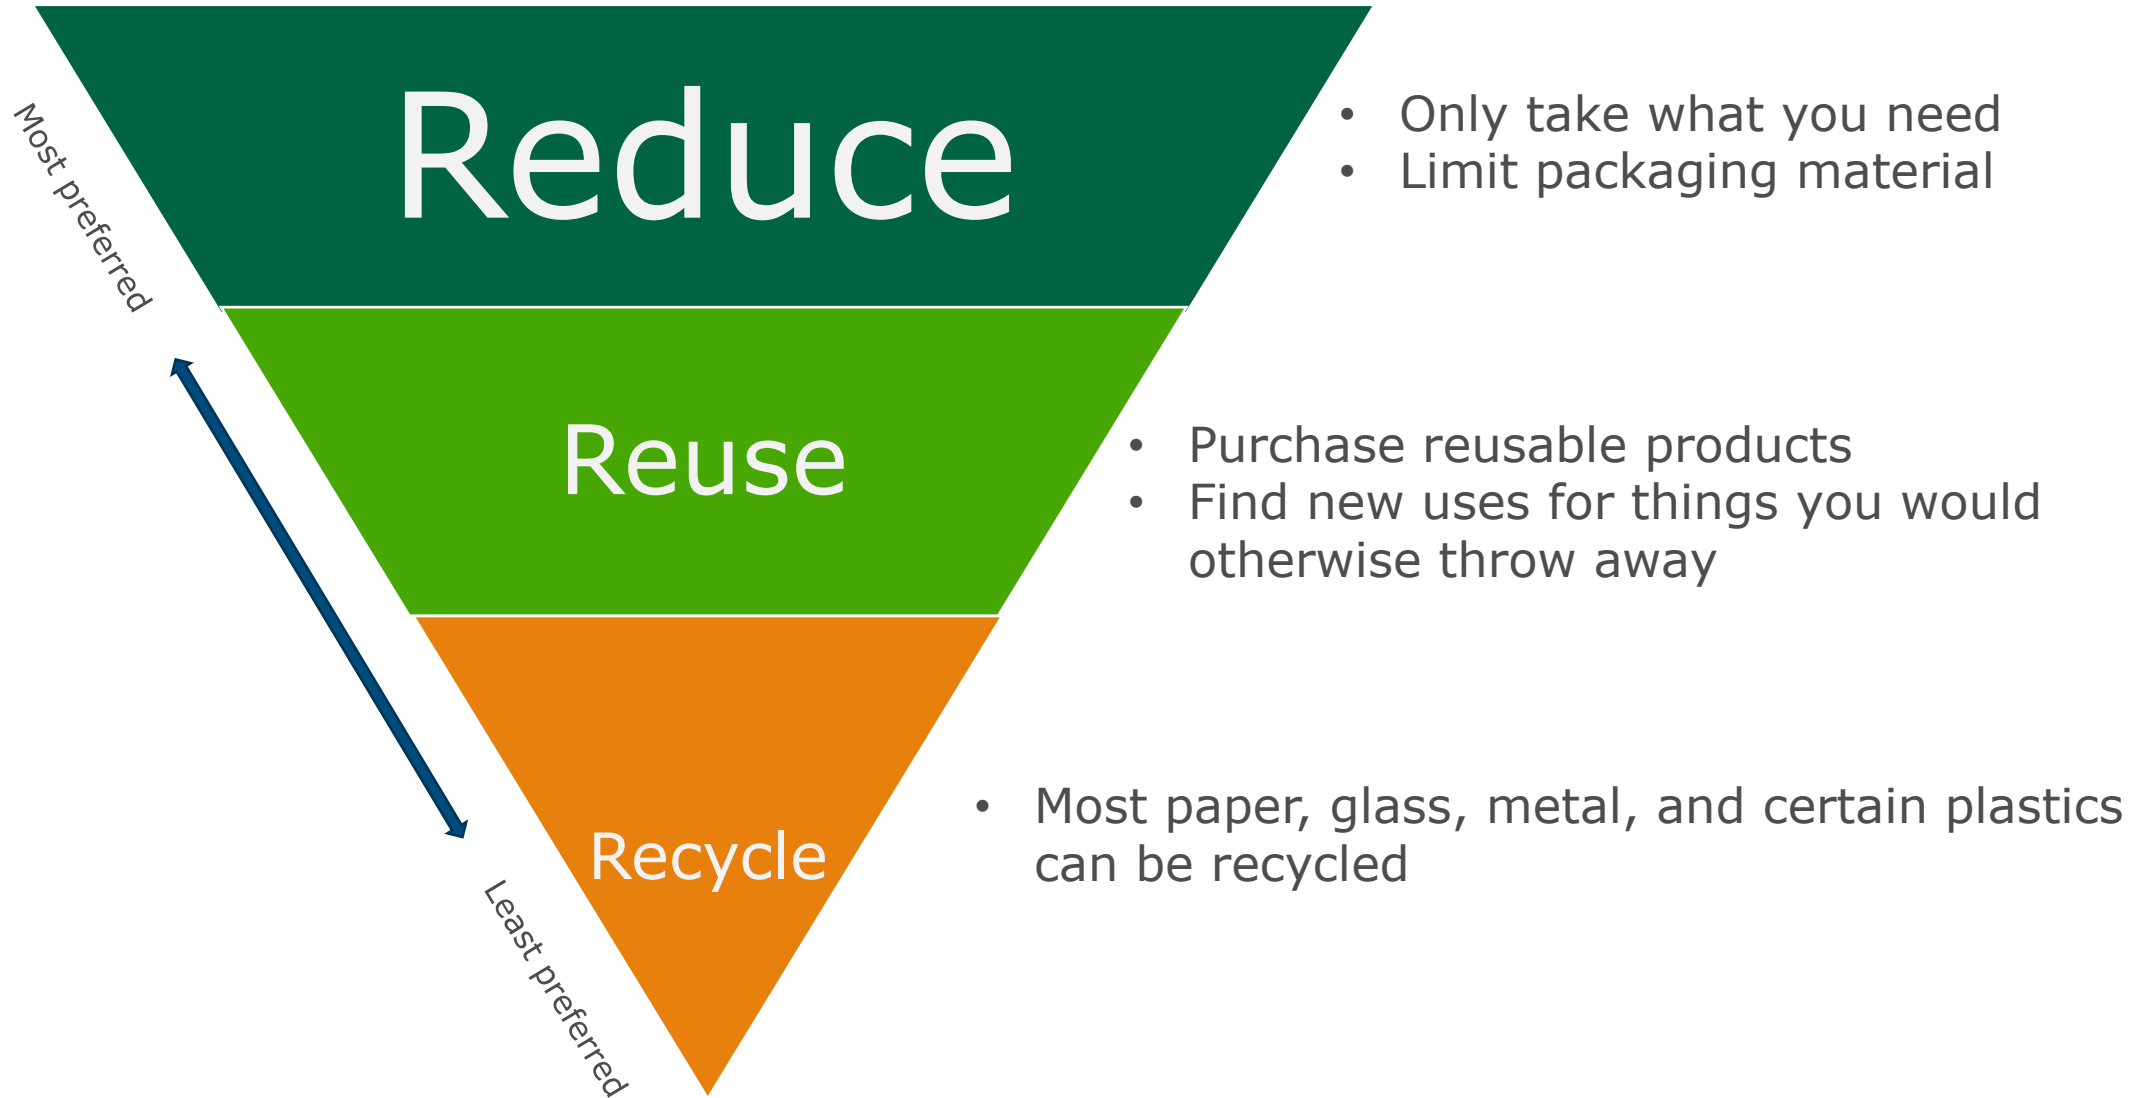 Reduce
• Only take what you need
• Limit packaging material
Most preferred
Reuse
• Purchase reusable products
• Find new uses for things you would
otherwise throw away
Recycle
• Most paper, glass, metal, and certain plastics
can be recycled
Least preferred